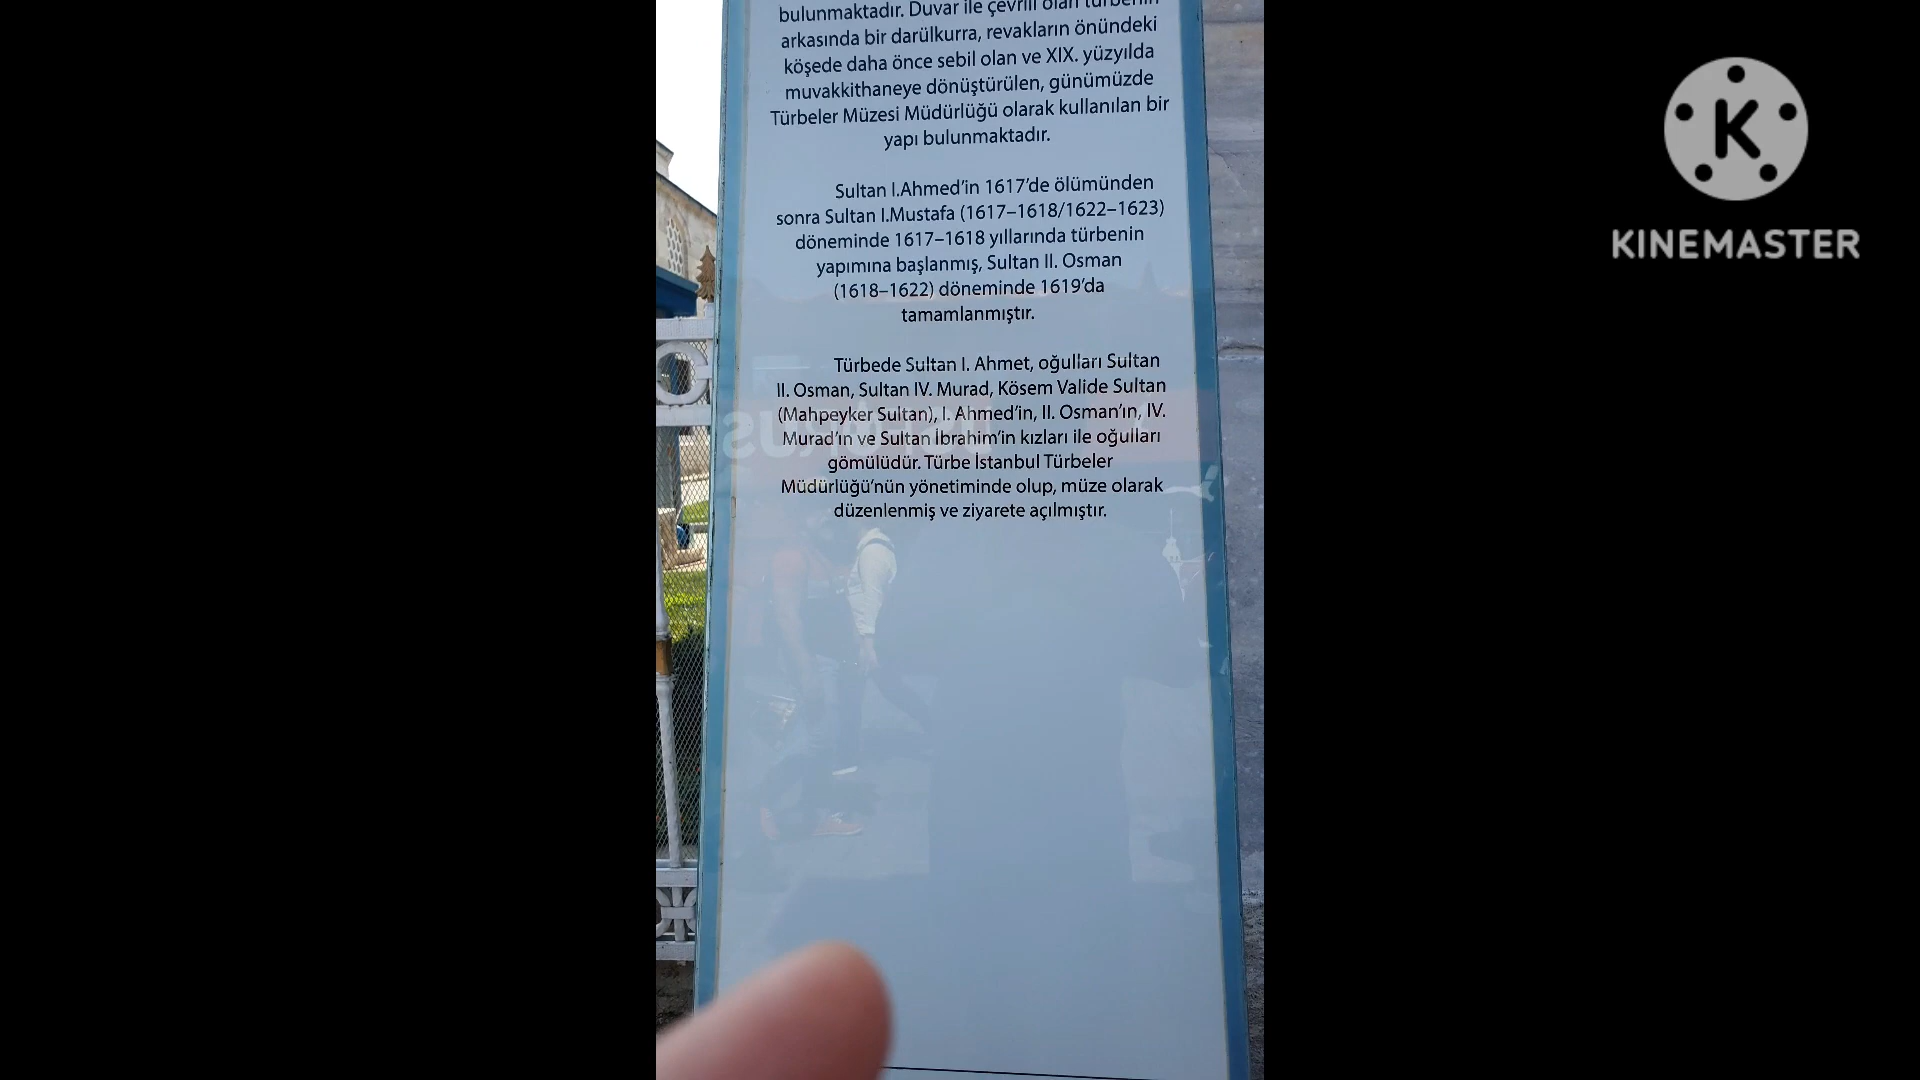 bulunmaktadır. Duvar ile çevrili olan türbenin
arkasında bir darülkurra, revakların önündeki
köşede daha önce sebil olan ve XIX. yüzyılda
muvakkithaneye dönüştürülen, günümüzde
Türbeler Müzesi Müdürlüğü olarak kullanılan bir
yapı bulunmaktadır.
Sultan I.Ahmed'in 1617'de ölümünden
sonra Sultan I.Mustafa (1617–1618/1622–1623)
döneminde 1617–1618 yıllarında türbenin
yapımına başlanmış, Sultan II. Osman
(1618–1622) döneminde 1619'da
tamamlanmıştır.
Türbede Sultan I. Ahmet, oğulları Sultan
II. Osman, Sultan IV. Murad, Kösem Valide Sultan
(Mahpeyker Sultan), I. Ahmed'in, II. Osman'ın, IV.
Murad'ın ve Sultan İbrahim'in kızları ile oğulları
gömülüdür. Türbe İstanbul Türbeler
Müdürlüğü'nün yönetiminde olup, müze olarak
düzenlenmiş ve ziyarete açılmıştır.
K
KINEMASTER